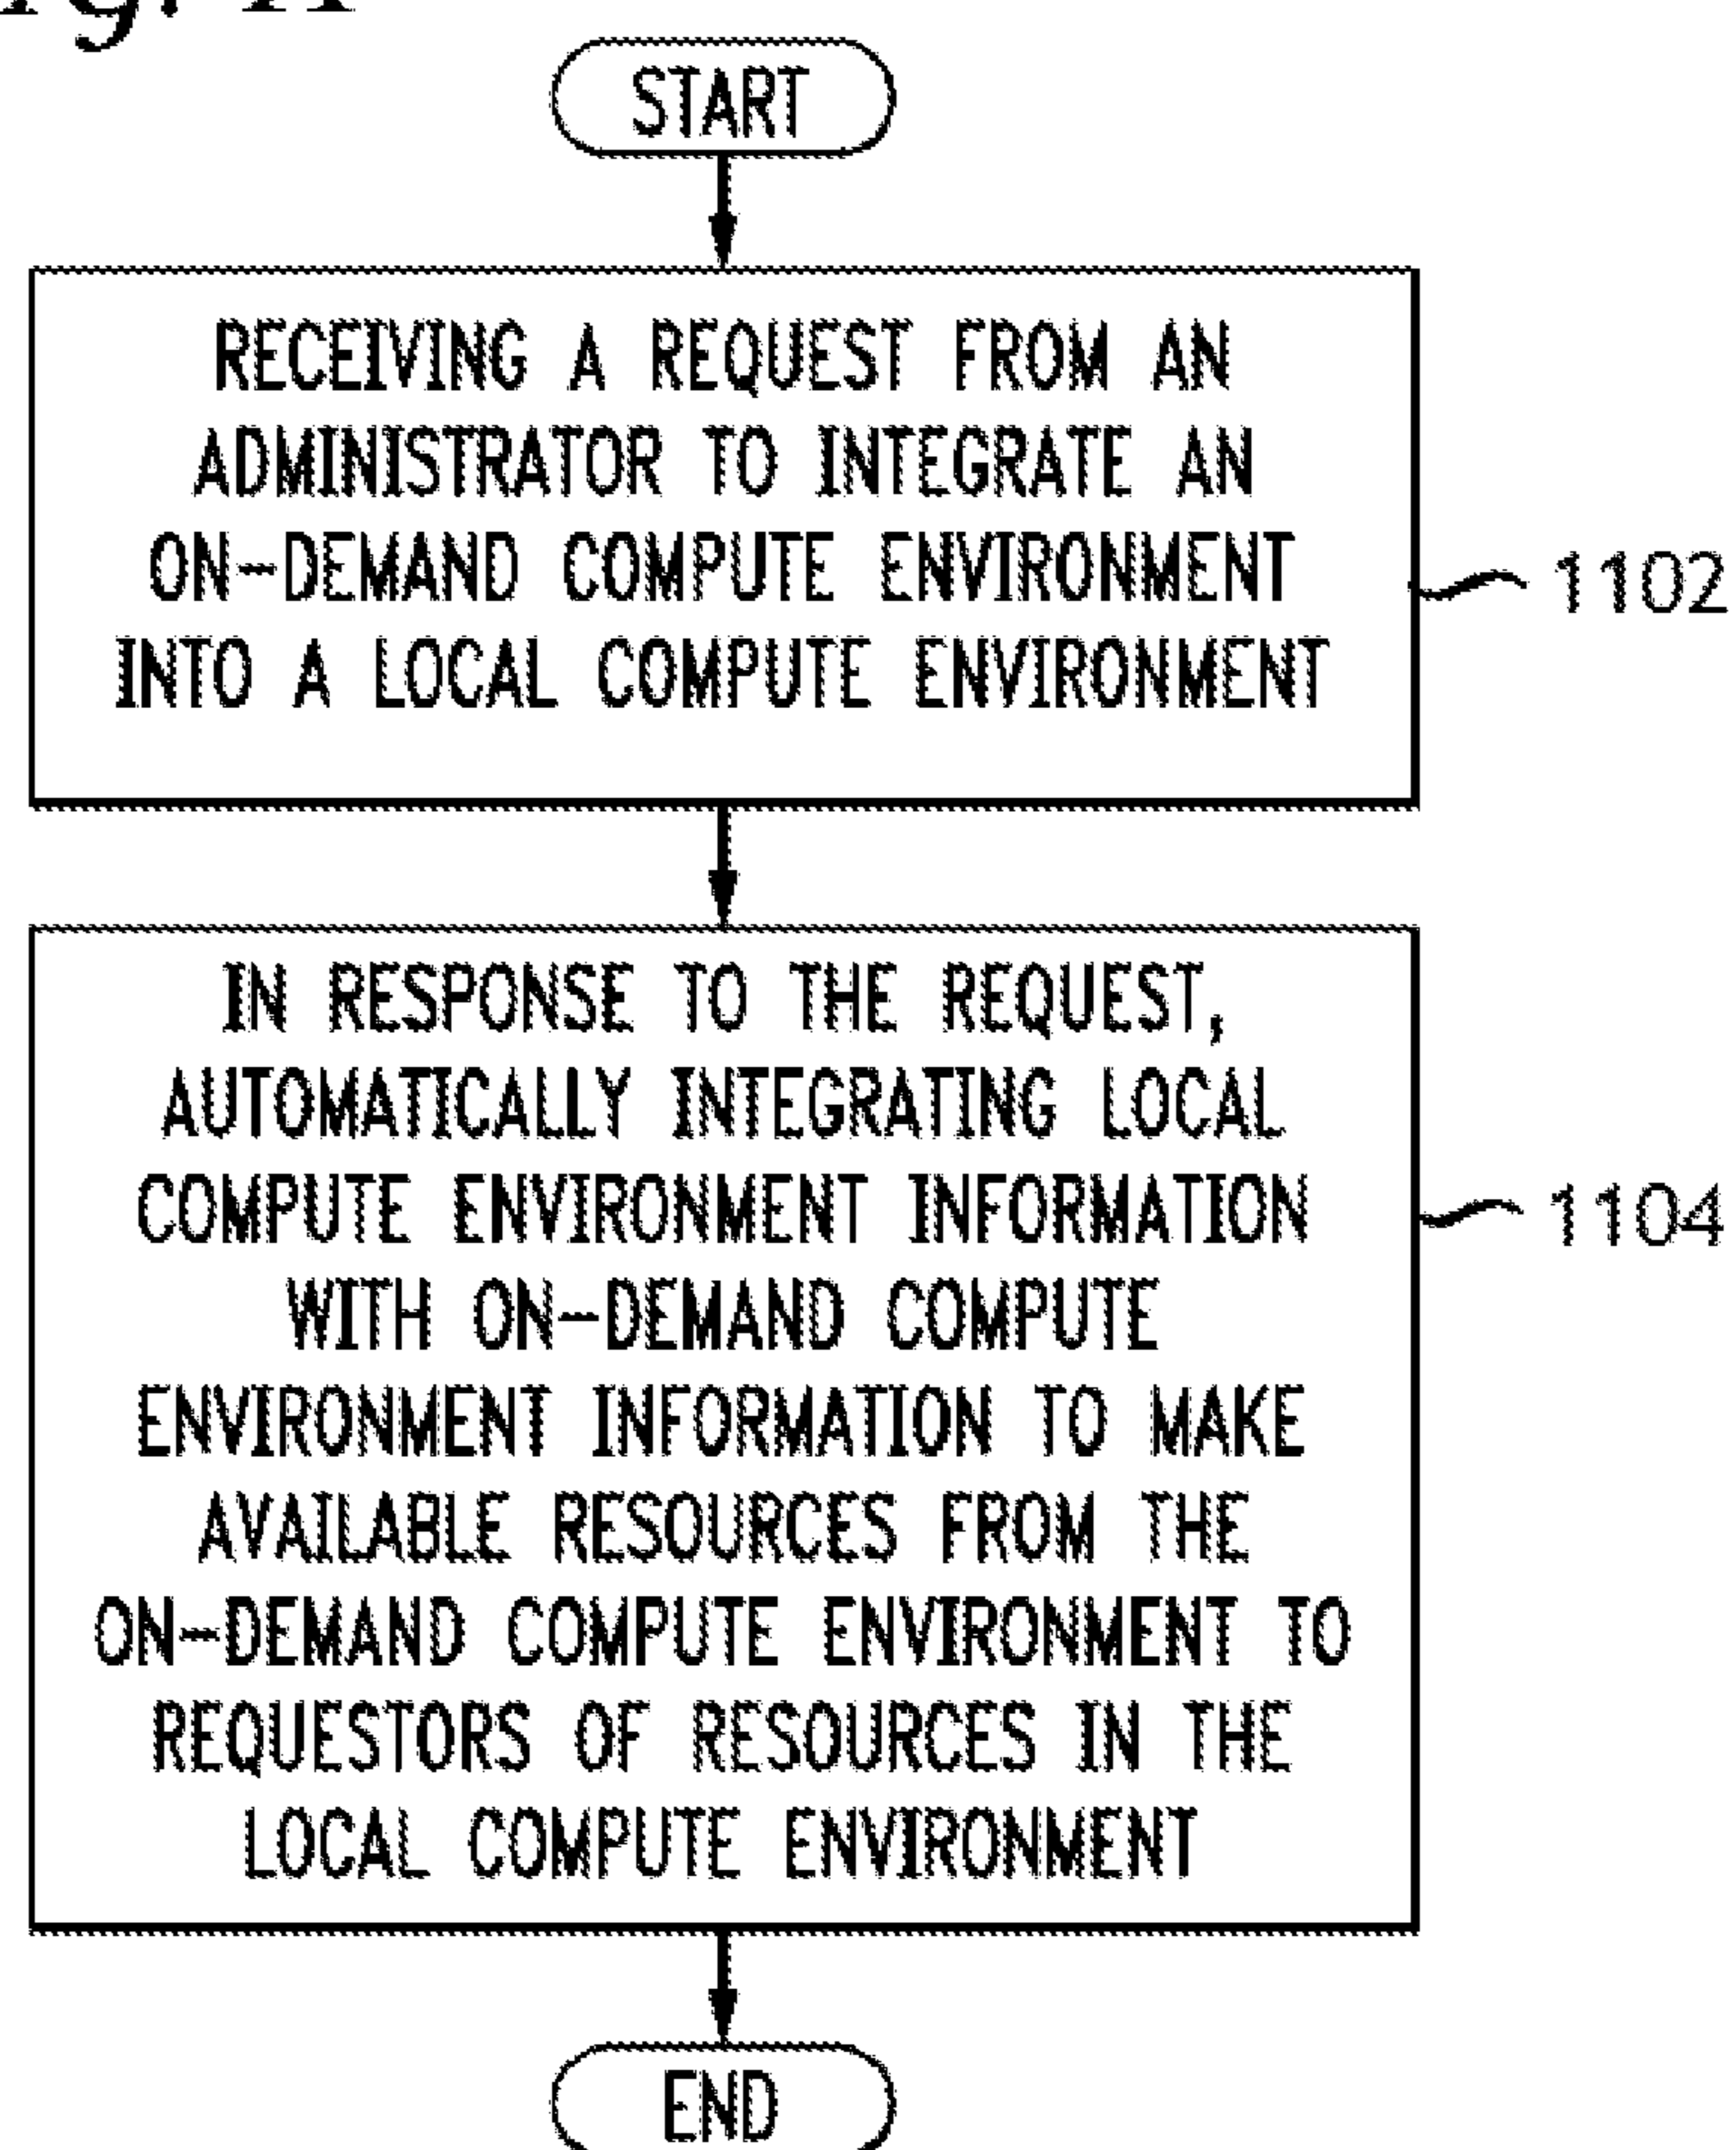 START
RECEIVING A REQUEST FROM AN
ADMINISTRATOR TO INTEGRATE AN
ON-DEMAND COMPUTE ENVIRONMENT
INTO A LOCAL COMPUTE ENVIRONMENT
1102
IN RESPONSE TO THE REQUEST,
AUTOMATICALLY INTEGRATING LOCAL
COMPUTE ENVIRONMENT INFORMATION
WITH ON-DEMAND COMPUTE
ENVIRONMENT INFORMATION TO MAKE
AVAILABLE RESOURCES FROM THE
ON-DEMAND COMPUTE ENVIRONMENT TO
REQUESTORS OF RESOURCES IN THE
LOCAL COMPUTE ENVIRONMENT
1104
END